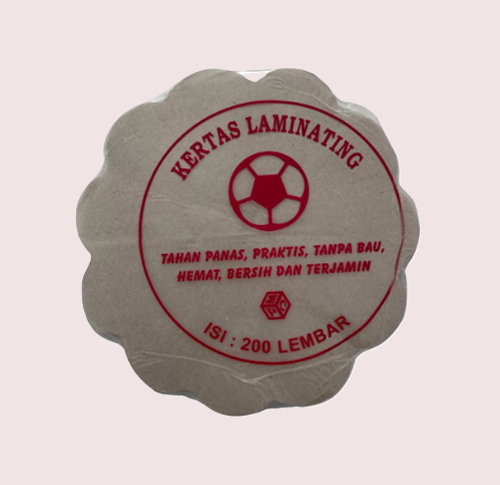 KERTAS LAMINATING
TAHAN PANAS, PRAKTIS, TANPA BAU,
HEMAT, BERSIH DAN TERJAMIN
ISI : 200 LEMBAR